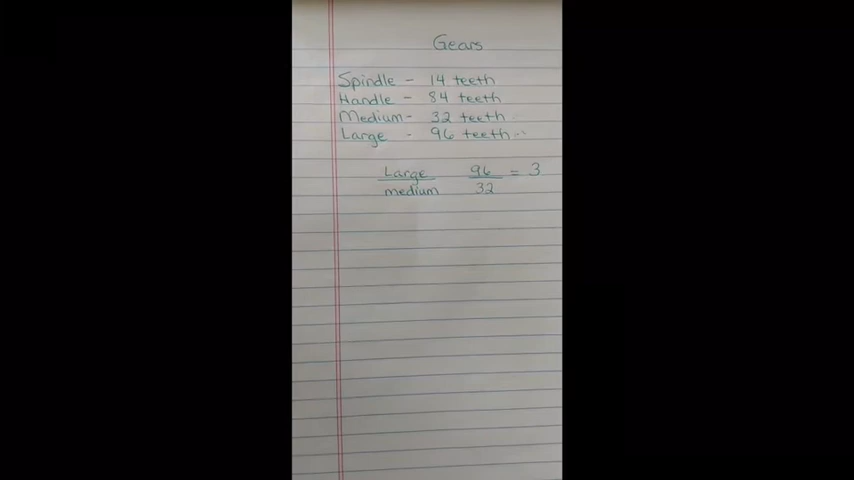 Gears
Spindle - 14 teeth
Handle - 84 teeth
Medium - 32 teeth
Large - 96 teeth
Large 96 = 3
medium 32